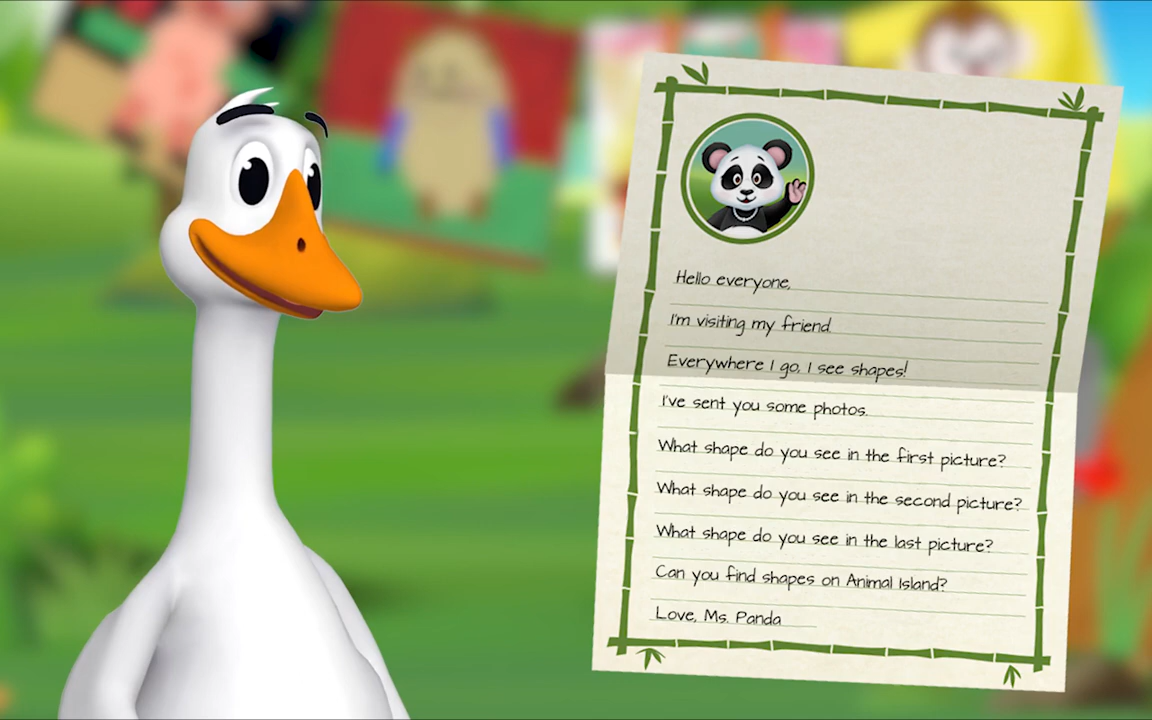 Hello everyone,
I'm visiting my friend.
Everywhere I go, I see shapes!
I've sent you some photos.
What shape do you see in the first picture?
What shape do you see in the second picture?
What shape do you see in the last picture?
Can you find shapes on Animal Island?
Love, Ms. Panda